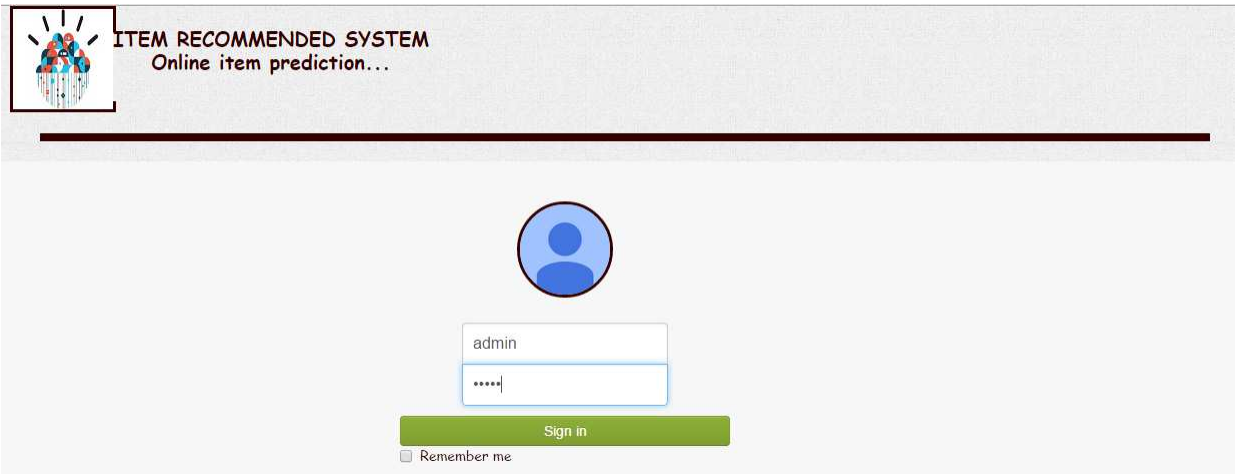 ITEM RECOMMENDED SYSTEM
Online item prediction...
admin
•••••
Sign in
Remember me